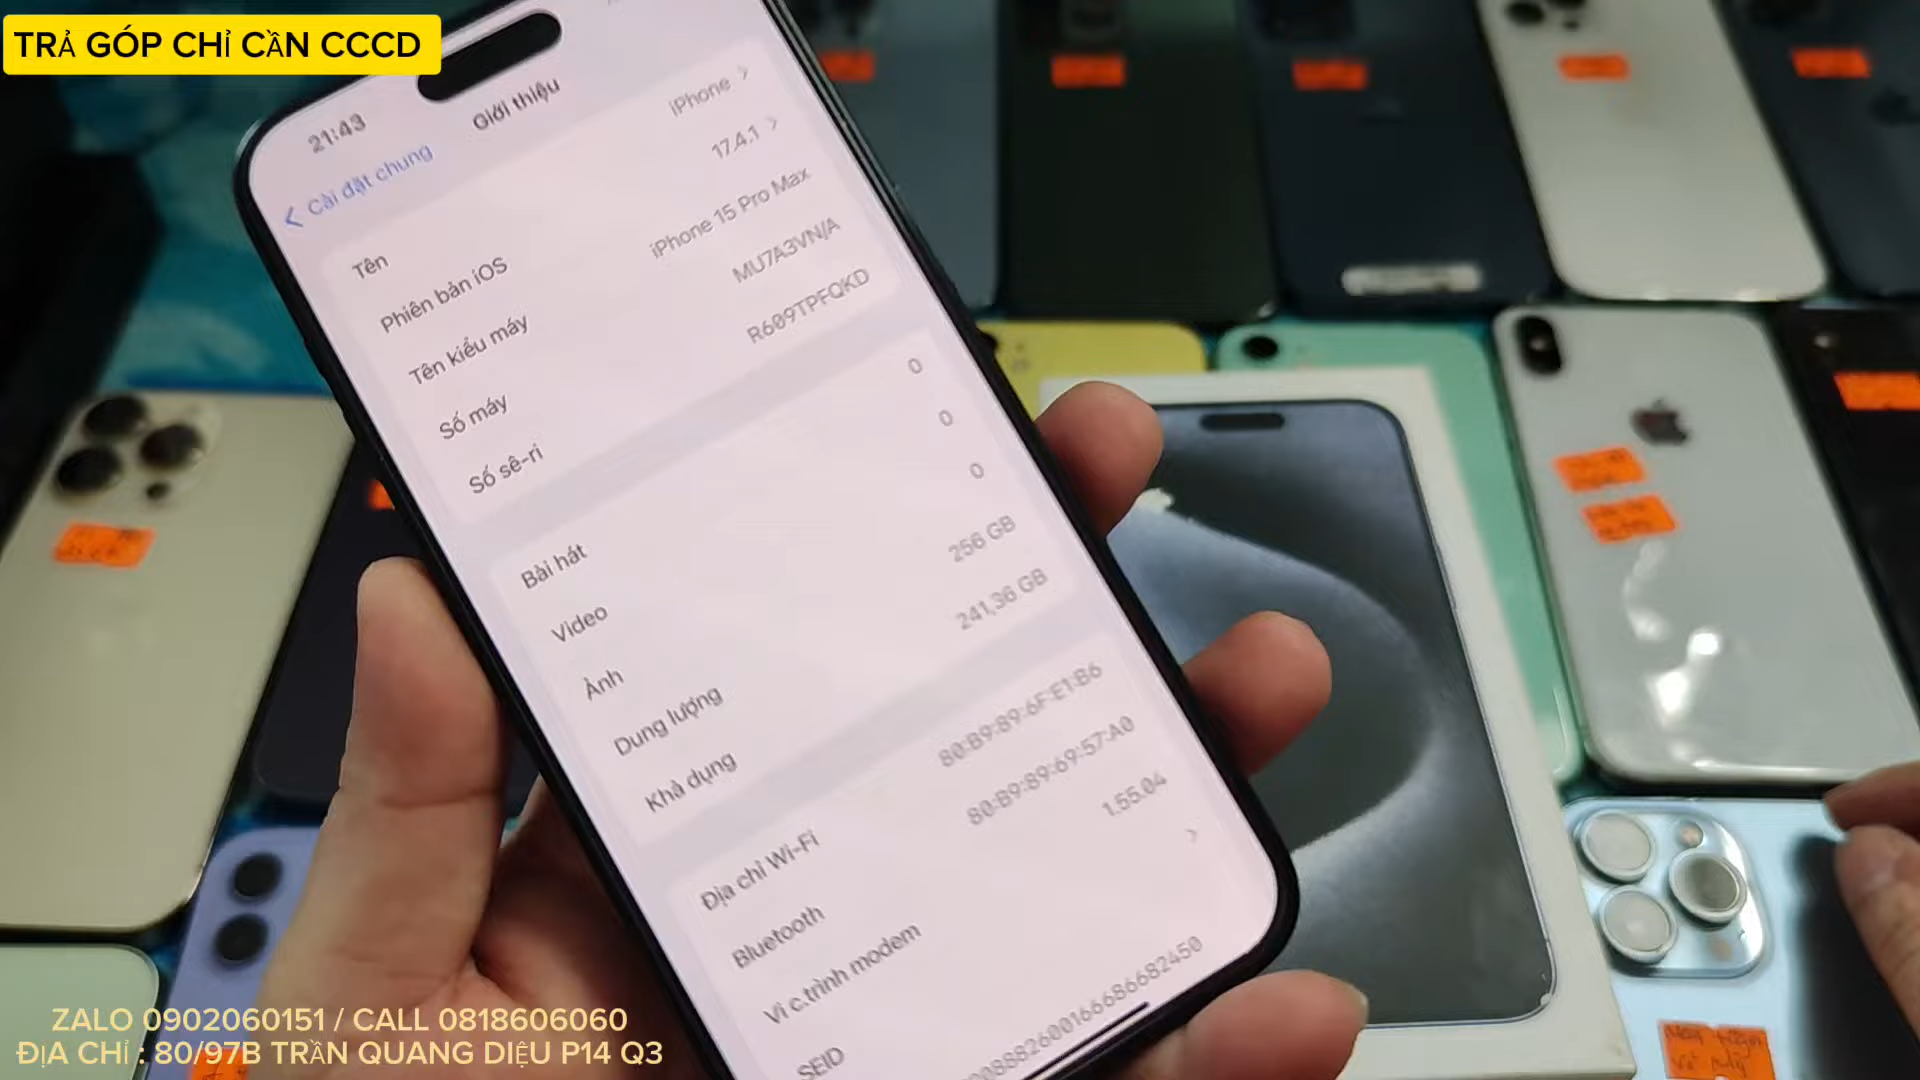 TRẢ GÓP CHỈ CẦN CCCD
21:43
Cài đặt chung
Giới thiệu
Tên iPhone
Phiên bản iOS 17.4.1
Tên kiểu máy iPhone 15 Pro Max
Số máy MU7A3VN/A
Số sê-ri R609TPFQKD
Bài hát 0
Video 0
Ảnh 0
Dung lượng 256 GB
Khả dụng 241,36 GB
Địa chỉ Wi-Fi 80:B9:89:6F:E1:B6
Bluetooth 80:B9:89:69:57:A0
Vi c.trình modem 1.55.04
SEID
ZALO 0902060151 / CALL 0818606060
ĐỊA CHỈ : 80/97B TRẦN QUANG DIỆU P14 Q3